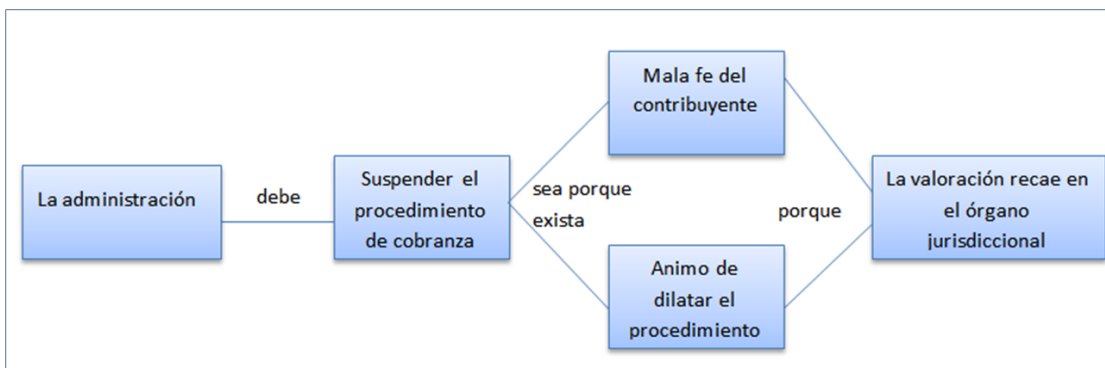 La administración
debe
Suspender el
procedimiento
de cobranza
sea porque
exista
Mala fe del
contribuyente
Animo de
dilatar el
procedimiento
porque
La valoración recae en
el órgano
jurisdiccional